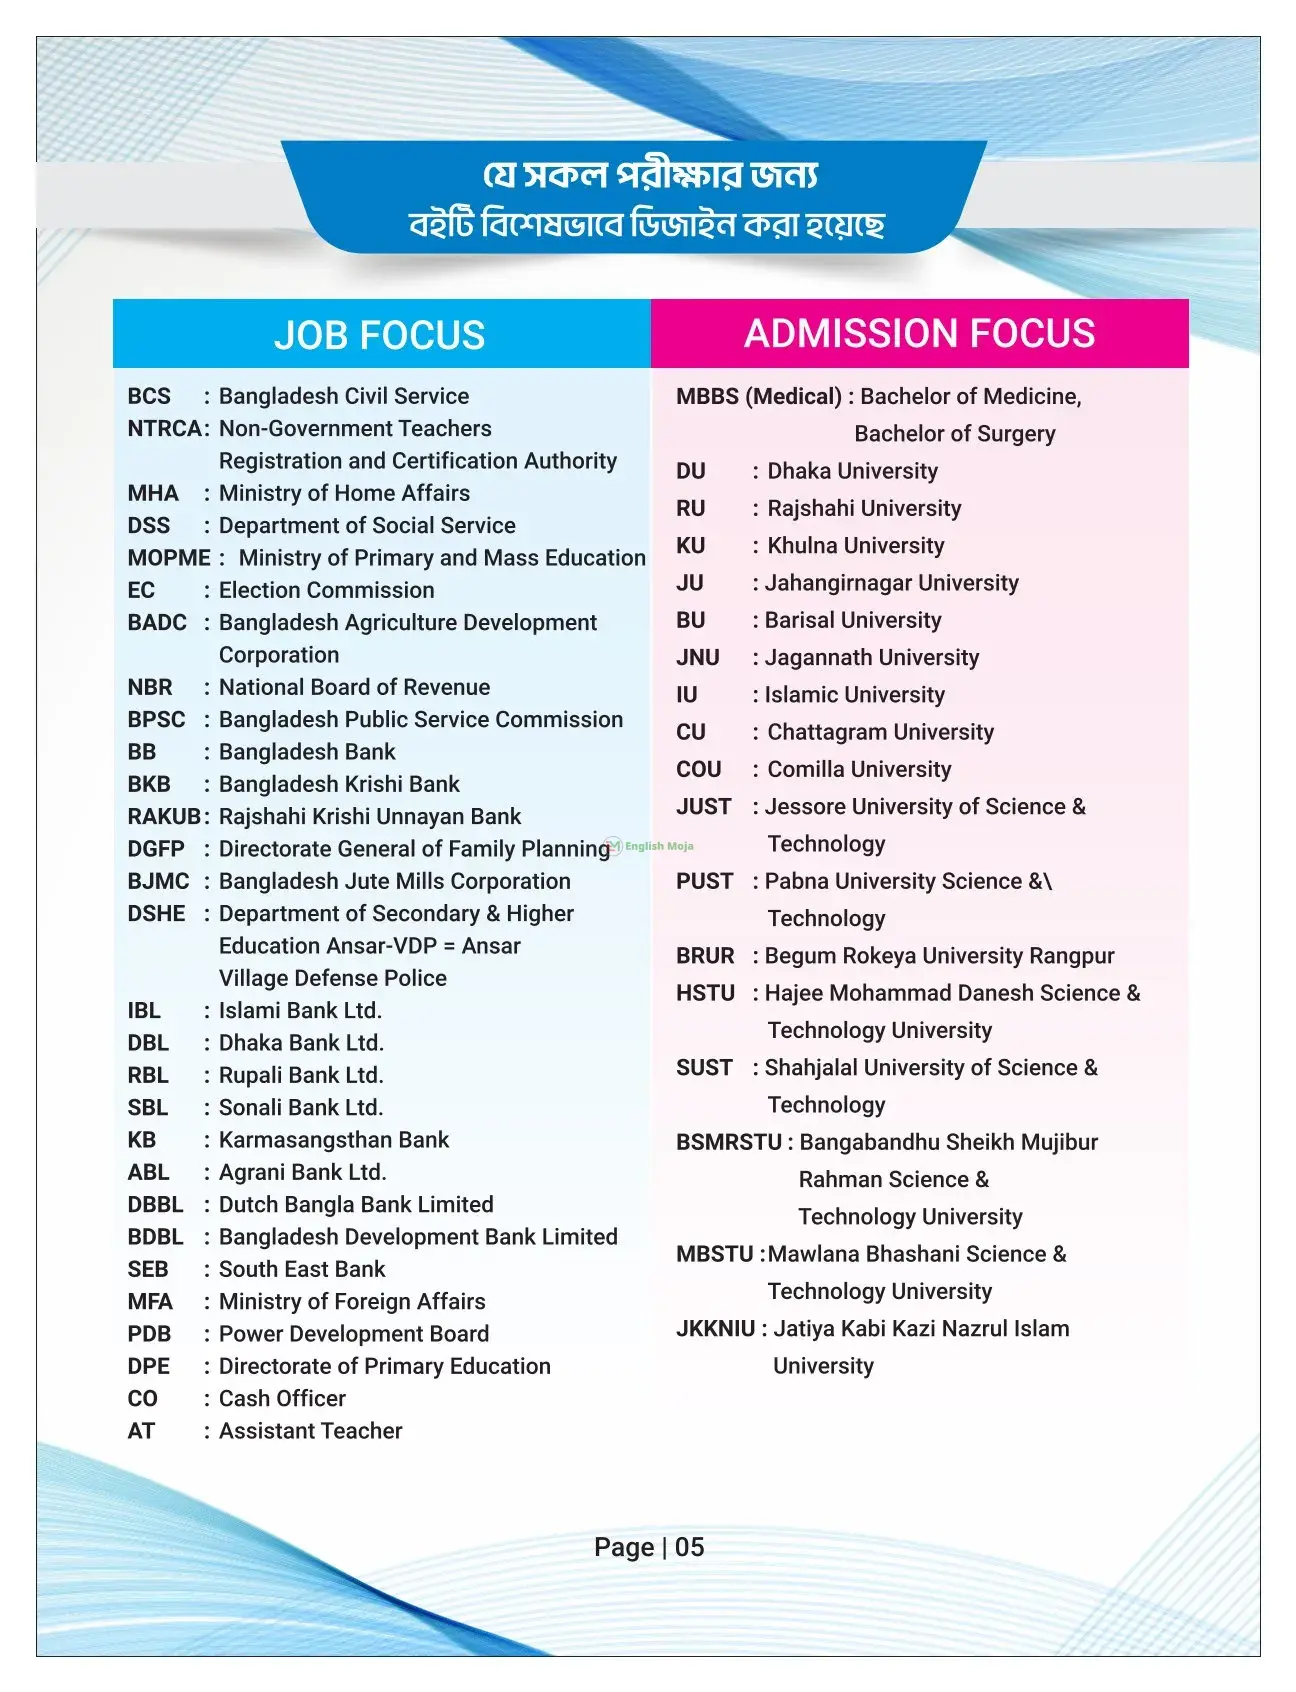 যে সকল পরীক্ষার জন্য
বইটি বিশেষভাবে ডিজাইন করা হয়েছে
JOB FOCUS
BCS : Bangladesh Civil Service
NTRCA : Non-Government Teachers
Registration and Certification Authority
MHA : Ministry of Home Affairs
DSS : Department of Social Service
MOPME : Ministry of Primary and Mass Education
EC : Election Commission
BADC : Bangladesh Agriculture Development
Corporation
NBR : National Board of Revenue
BPSC : Bangladesh Public Service Commission
BB : Bangladesh Bank
BKB : Bangladesh Krishi Bank
RAKUB : Rajshahi Krishi Unnayan Bank
DGFP : Directorate General of Family Planning
BJMC : Bangladesh Jute Mills Corporation
DSHE : Department of Secondary & Higher
Education Ansar-VDP = Ansar
Village Defense Police
IBL : Islami Bank Ltd.
DBL : Dhaka Bank Ltd.
RBL : Rupali Bank Ltd.
SBL : Sonali Bank Ltd.
KB : Karmasangsthan Bank
ABL : Agrani Bank Ltd.
DBBL : Dutch Bangla Bank Limited
BDBL : Bangladesh Development Bank Limited
SEB : South East Bank
MFA : Ministry of Foreign Affairs
PDB : Power Development Board
DPE : Directorate of Primary Education
CO : Cash Officer
AT : Assistant Teacher
ADMISSION FOCUS
MBBS (Medical) : Bachelor of Medicine,
Bachelor of Surgery
DU : Dhaka University
RU : Rajshahi University
KU : Khulna University
JU : Jahangirnagar University
BU : Barisal University
JNU : Jagannath University
IU : Islamic University
CU : Chattagram University
COU : Comilla University
JUST : Jessore University of Science &
Technology
PUST : Pabna University Science &\
Technology
BRUR : Begum Rokeya University Rangpur
HSTU : Hajee Mohammad Danesh Science &
Technology University
SUST : Shahjalal University of Science &
Technology
BSMRSTU : Bangabandhu Sheikh Mujibur
Rahman Science &
Technology University
MBSTU :Mawlana Bhashani Science &
Technology University
JKKNIU : Jatiya Kabi Kazi Nazrul Islam
University
English Moja
Page | 05